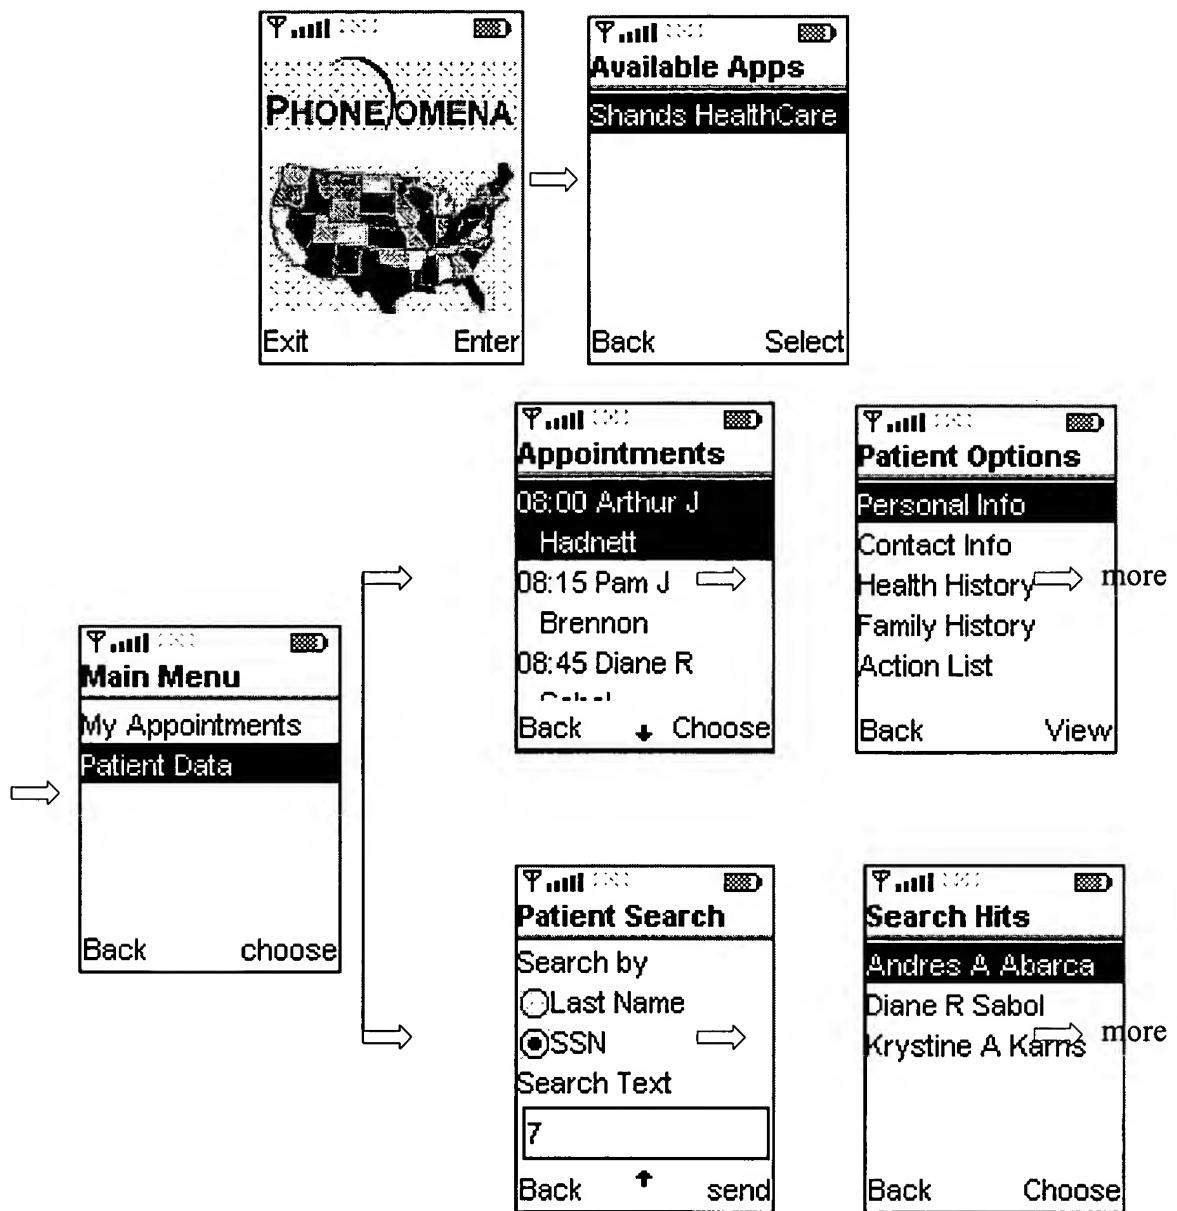 PHONE OMENA
Exit Enter
Available Apps
Shands HealthCare
Back Select
Main Menu
My Appointments
Patient Data
Back choose
Appointments
08:00 Arthur J
Hadnett
08:15 Pam J
Brennon
08:45 Diane R
Back Choose
Patient Options
Personal Info
Contact Info
Health History
Family History
Action List
Back View
more
Patient Search
Search by
Last Name
SSN
Search Text
7
Back send
Search Hits
Andres A Abarca
Diane R Sabol
Krystine A Karns
Back Choose
more